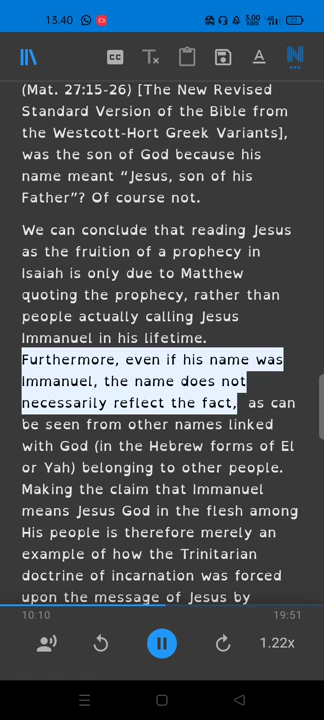 13.40
3.00 KB/S
22
CC
A
N
(Mat. 27:15-26) [The New Revised
Standard Version of the Bible from
the Westcott-Hort Greek Variants],
was the son of God because his
name meant “Jesus, son of his
Father”? Of course not.
We can conclude that reading Jesus
as the fruition of a prophecy in
Isaiah is only due to Matthew
quoting the prophecy, rather than
people actually calling Jesus
Immanuel in his lifetime.
Furthermore, even if his name was
Immanuel, the name does not
necessarily reflect the fact, as can
be seen from other names linked
with God (in the Hebrew forms of El
or Yah) belonging to other people.
Making the claim that Immanuel
means Jesus God in the flesh among
His people is therefore merely an
example of how the Trinitarian
doctrine of incarnation was forced
upon the message of Jesus by
10:10
19:51
1.22x